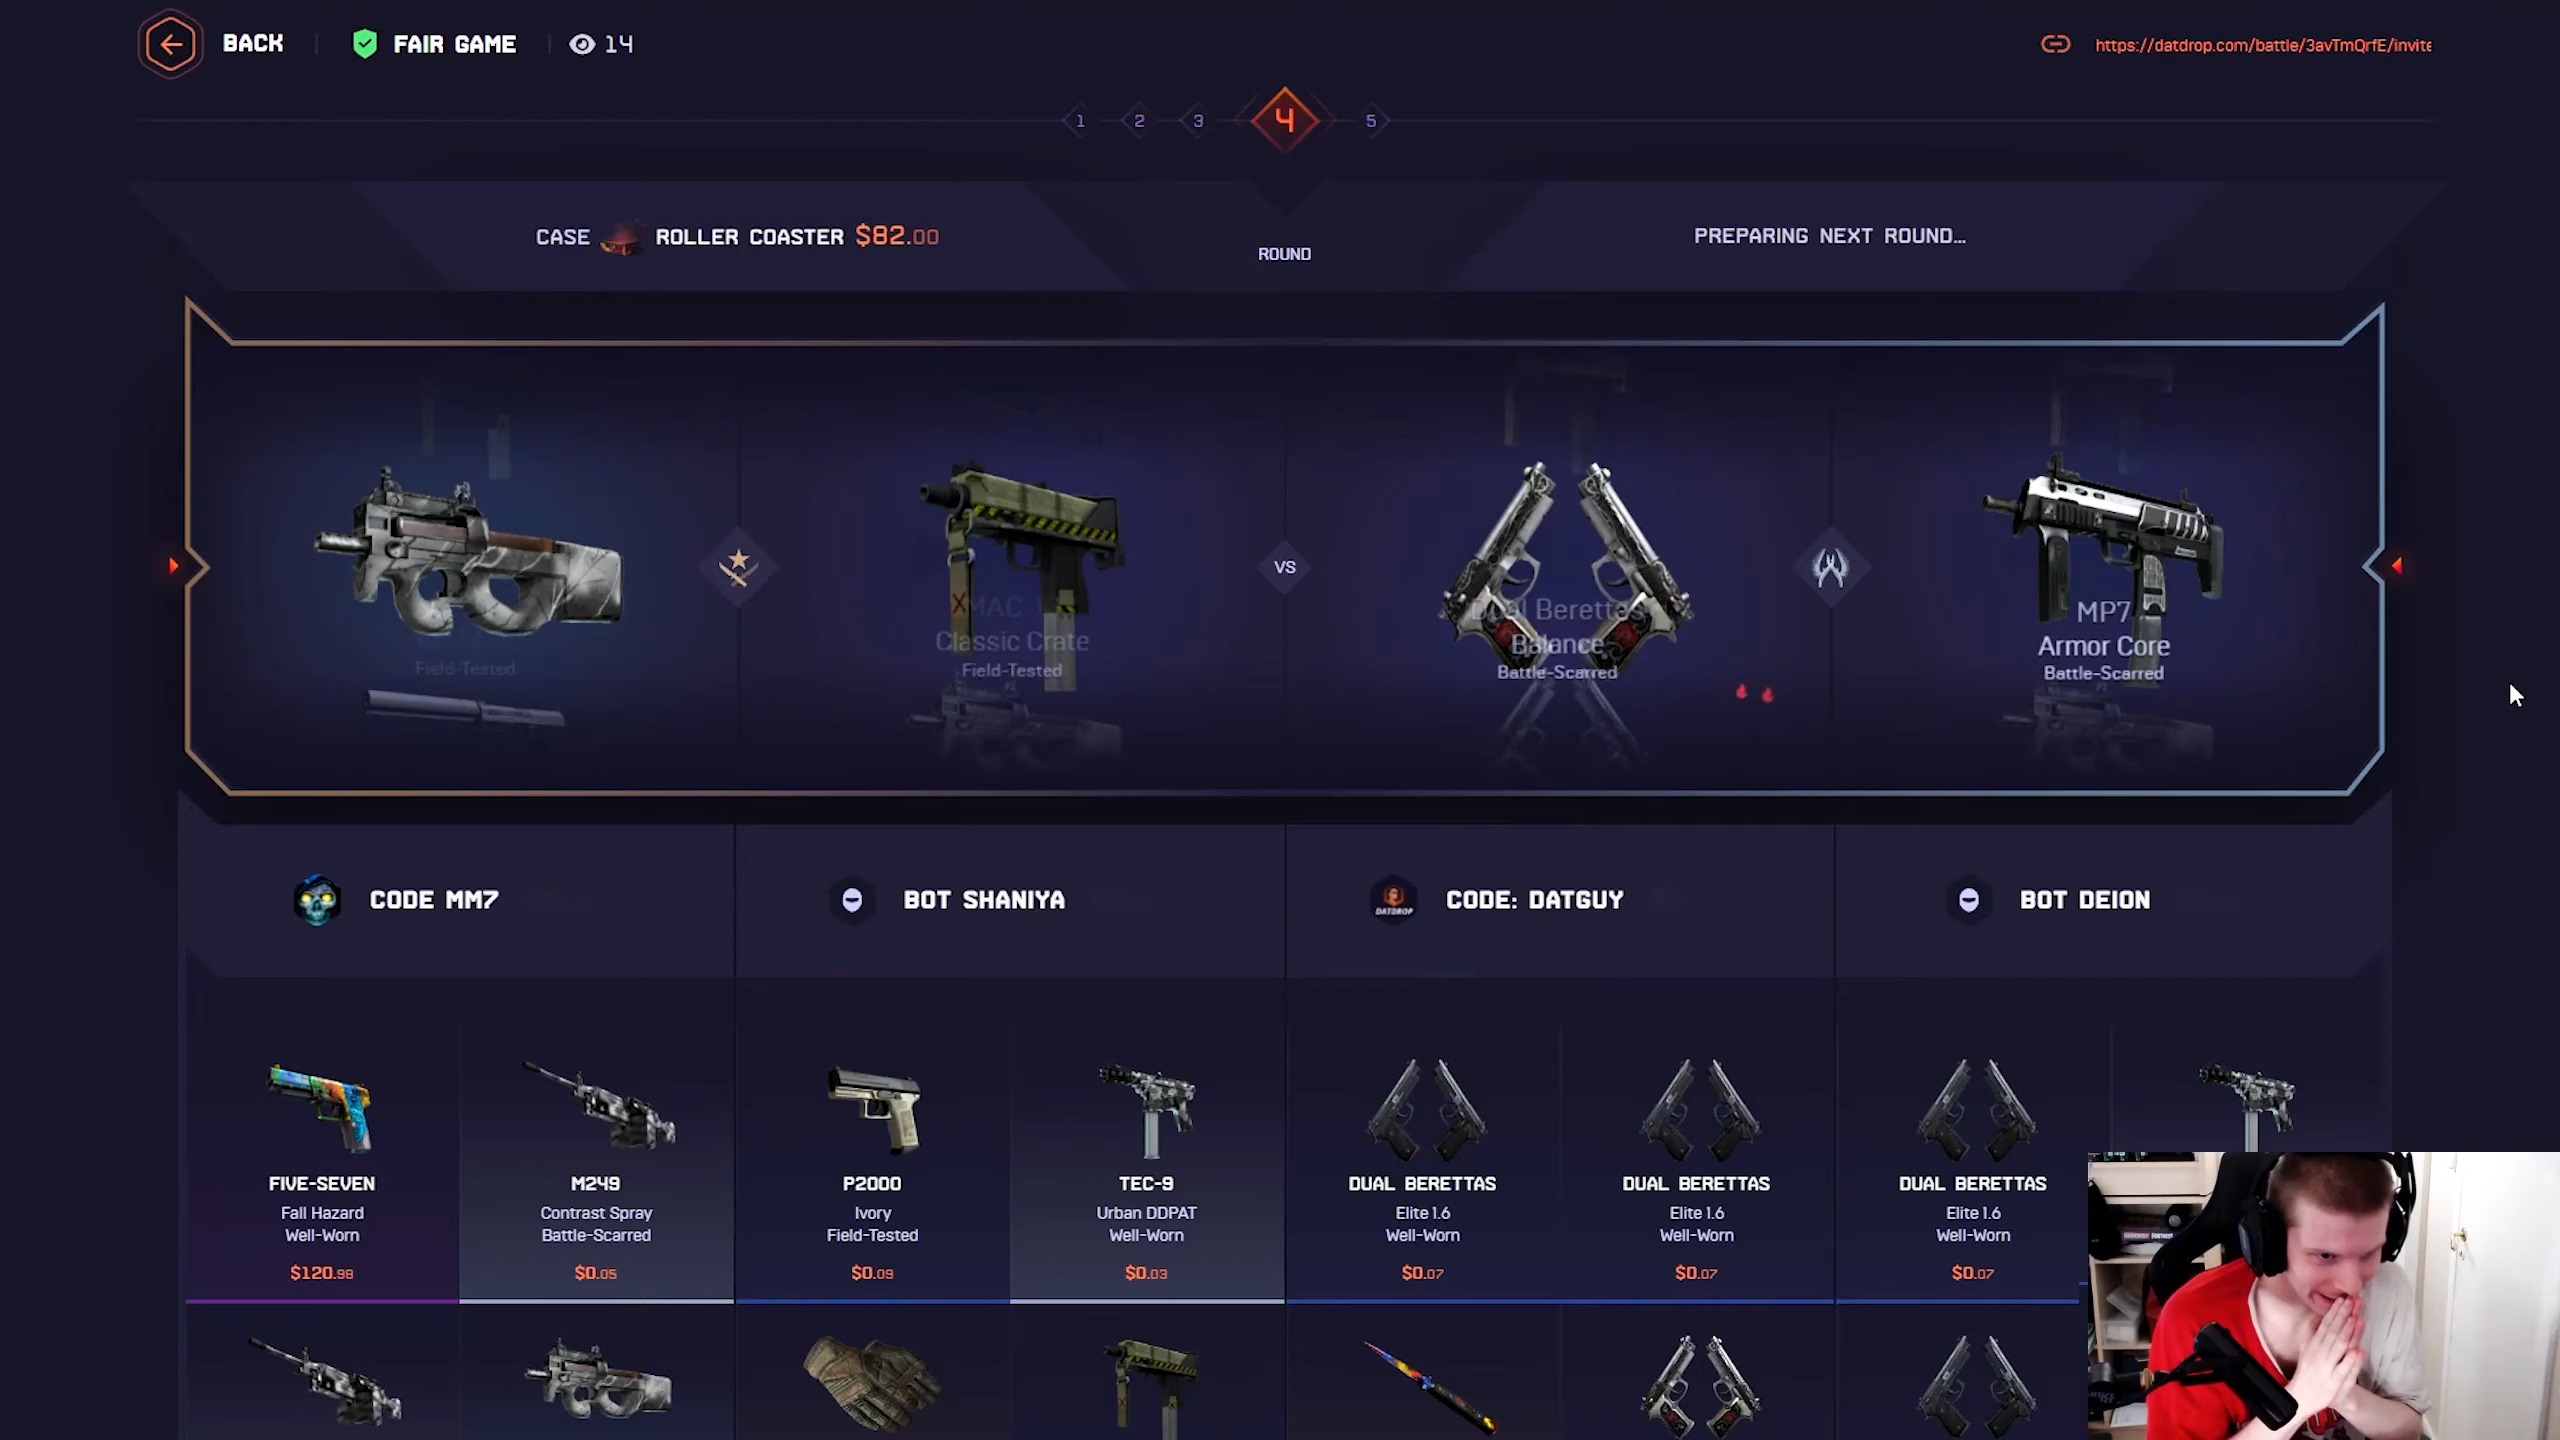 BACK
FAIR GAME
14
https://datdrop.com/battle/3avTmQrfE/invite
1 2 3 4 5
CASE ROLLER COASTER $82.00
ROUND
PREPARING NEXT ROUND...
Field-Tested
MAC
Classic Crate
Field-Tested
VS
Dual Berettas
Balance
Battle-Scarred
MP7
Armor Core
Battle-Scarred
CODE MM7
BOT SHANIYA
DATDROP
CODE: DATGUY
BOT DEION
FIVE-SEVEN
Fall Hazard
Well-Worn
$120.98
M249
Contrast Spray
Battle-Scarred
$0.05
P2000
Ivory
Field-Tested
$0.09
TEC-9
Urban DDPAT
Well-Worn
$0.03
DUAL BERETTAS
Elite 1.6
Well-Worn
$0.07
DUAL BERETTAS
Elite 1.6
Well-Worn
$0.07
DUAL BERETTAS
Elite 1.6
Well-Worn
$0.07